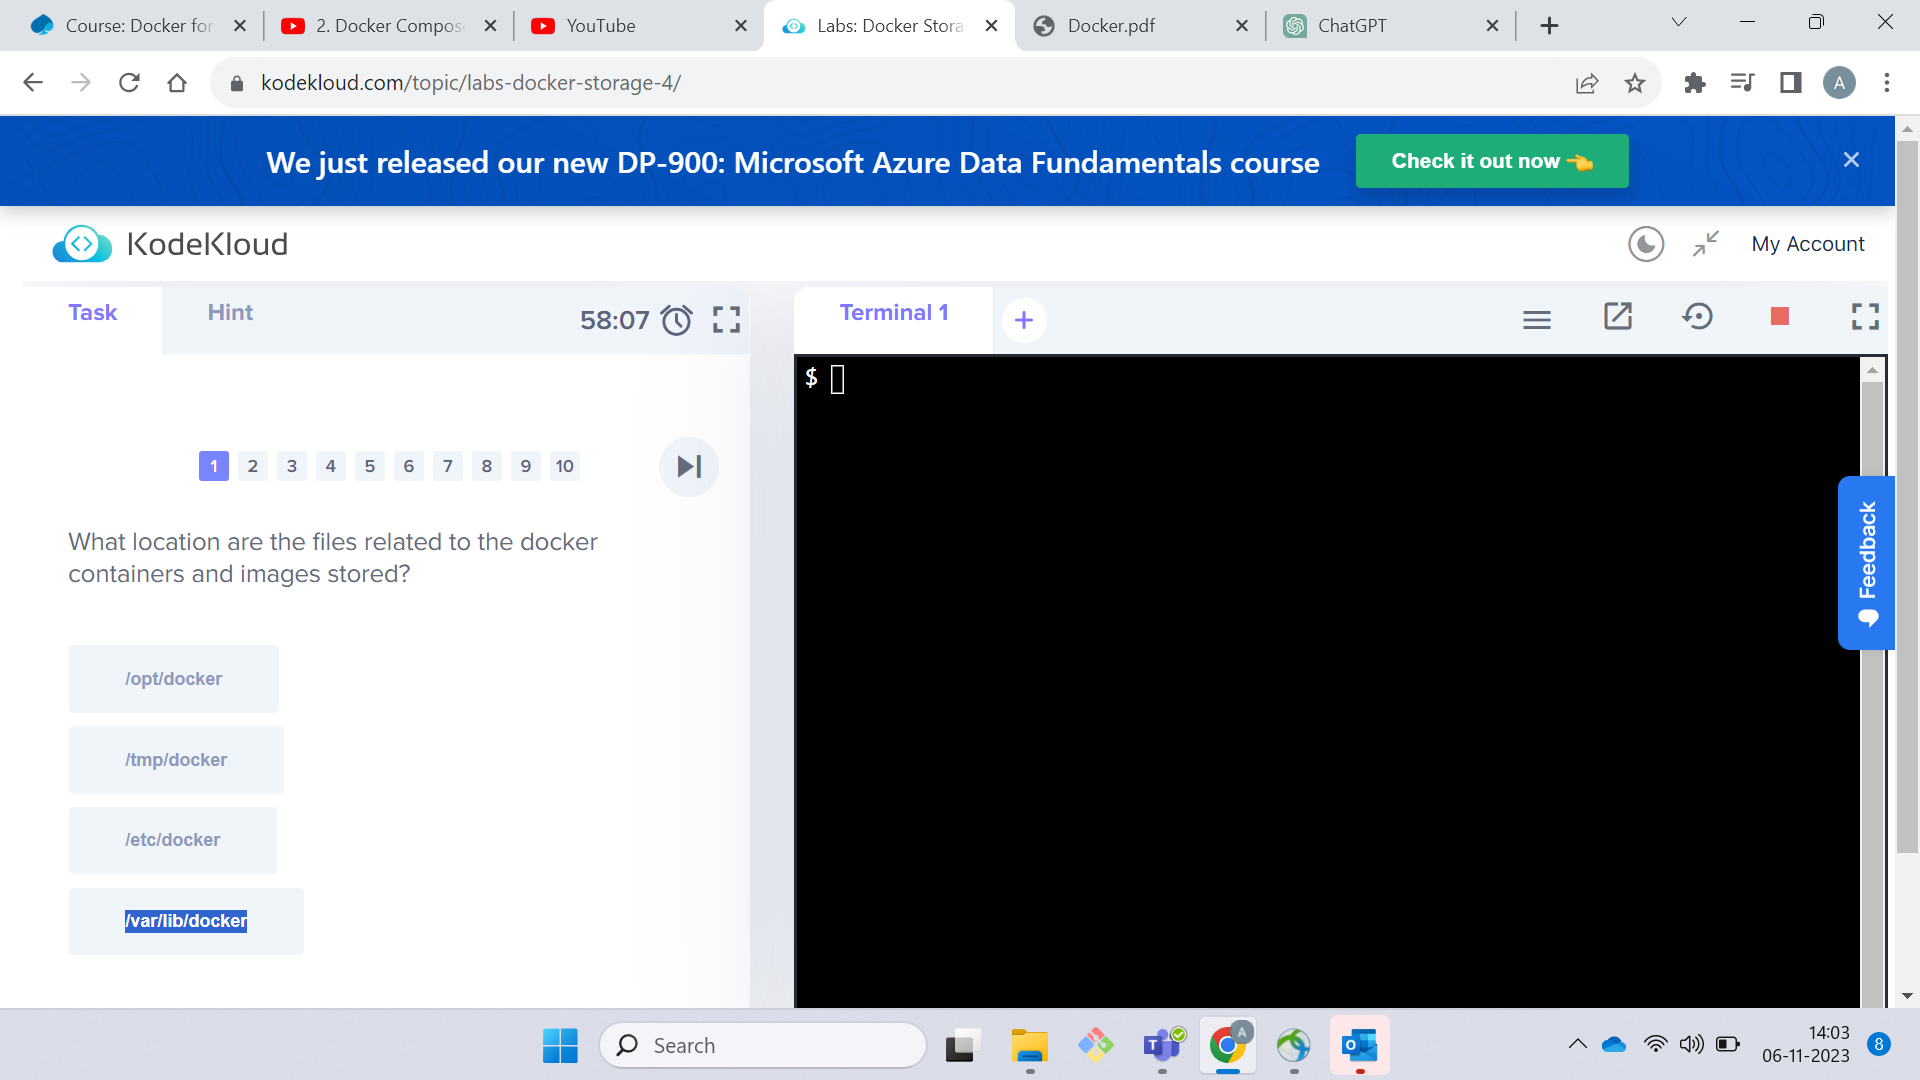 Course: Docker for
2. Docker Compos
YouTube
Labs: Docker Stora
Docker.pdf
ChatGPT
kodekloud.com/topic/labs-docker-storage-4/
A
We just released our new DP-900: Microsoft Azure Data Fundamentals course
Check it out now
KodeKloud
My Account
Task
Hint
58:07
Terminal 1
$
1 2 3 4 5 6 7 8 9 10
What location are the files related to the docker
containers and images stored?
/opt/docker
/tmp/docker
/etc/docker
/var/lib/docker
Feedback
Search
A
14:03
06-11-2023
8